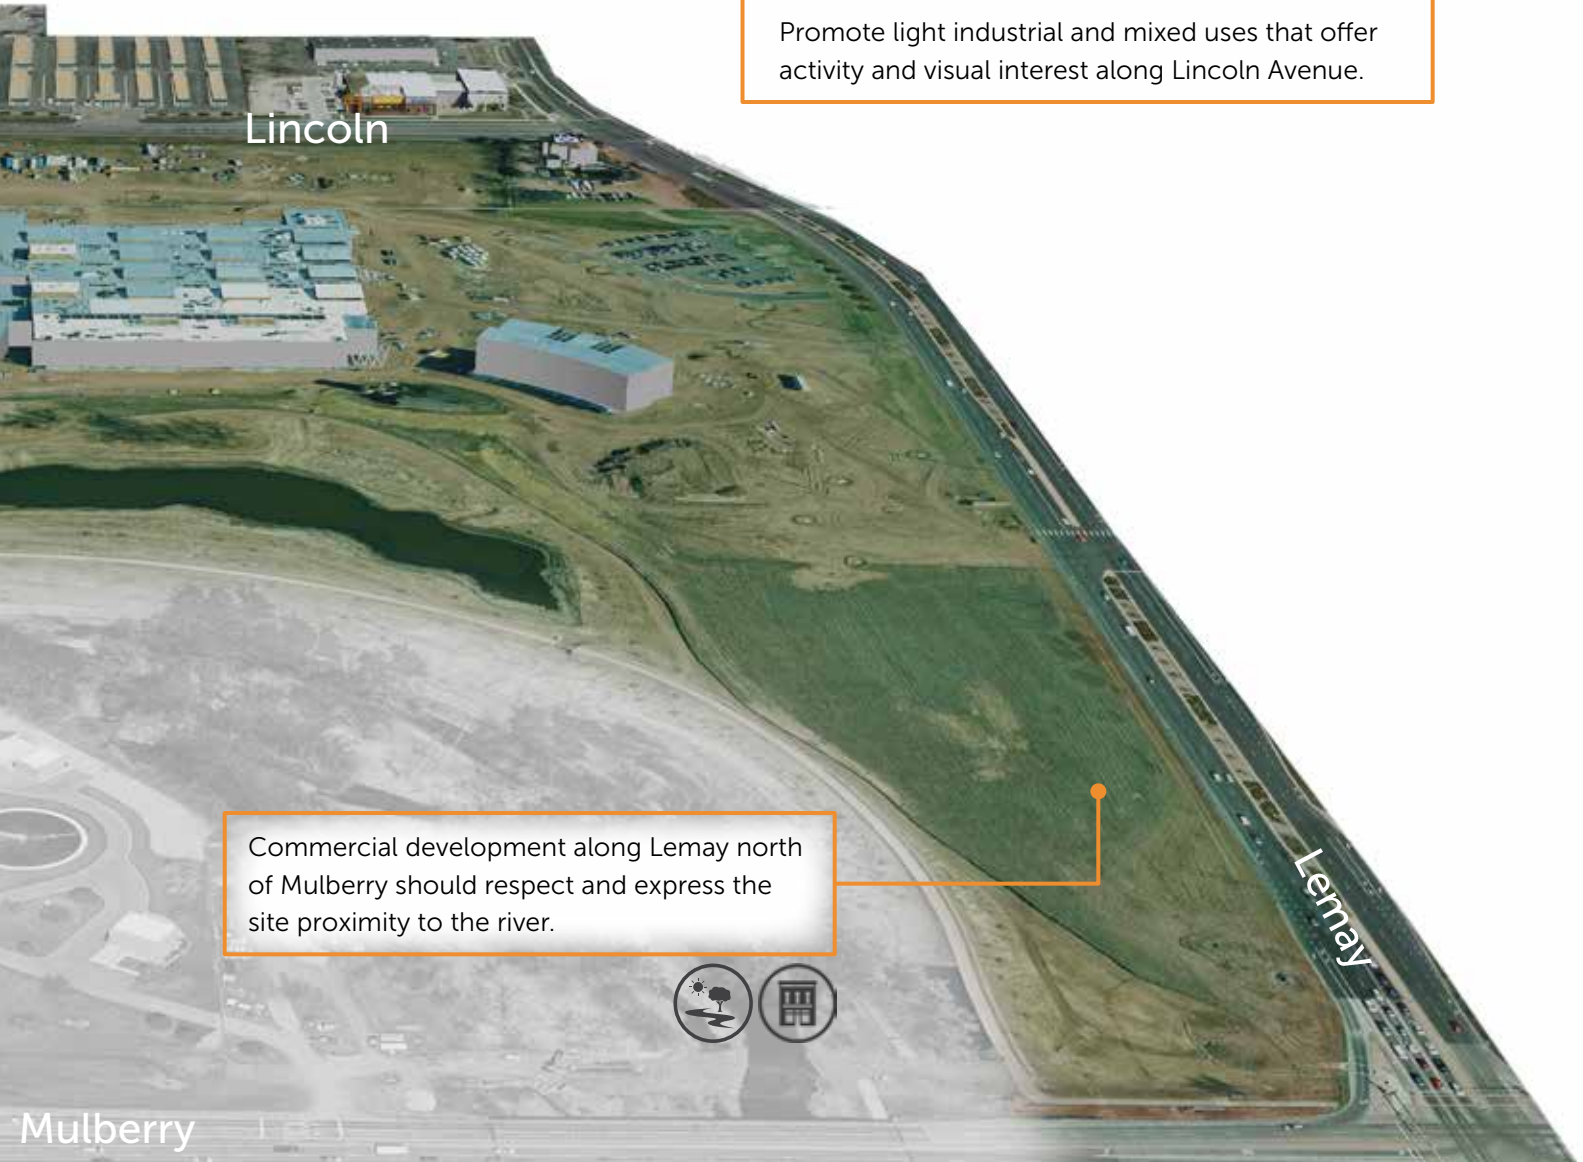 Promote light industrial and mixed uses that offer
activity and visual interest along Lincoln Avenue.
Lincoln
Commercial development along Lemay north
of Mulberry should respect and express the
site proximity to the river.
Lemay
Mulberry